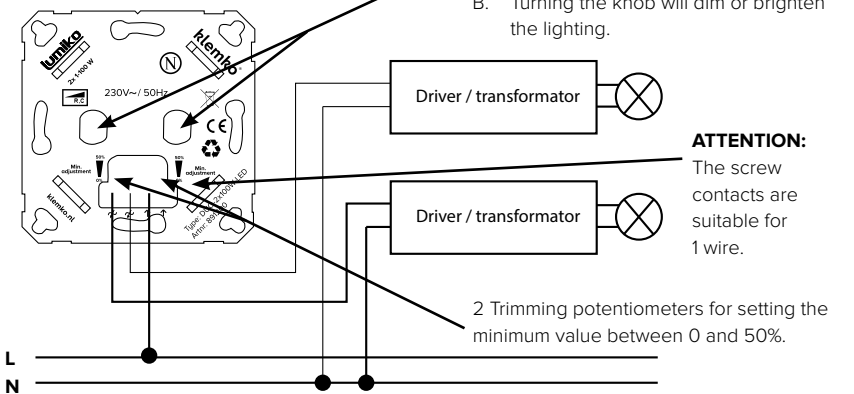 B. Turning the knob will dim or brighten
the lighting.
lumiko
2x 1-100 W
klemko®
N
R,C
230V~/ 50Hz
CE
50%
50%
Min.
adjustment
Min.
adjustment
0%
klemko.nl
Driver / transformator
Driver / transformator
ATTENTION:
The screw
contacts are
suitable for
1 wire.
2 Trimming potentiometers for setting the
minimum value between 0 and 50%.
L
N